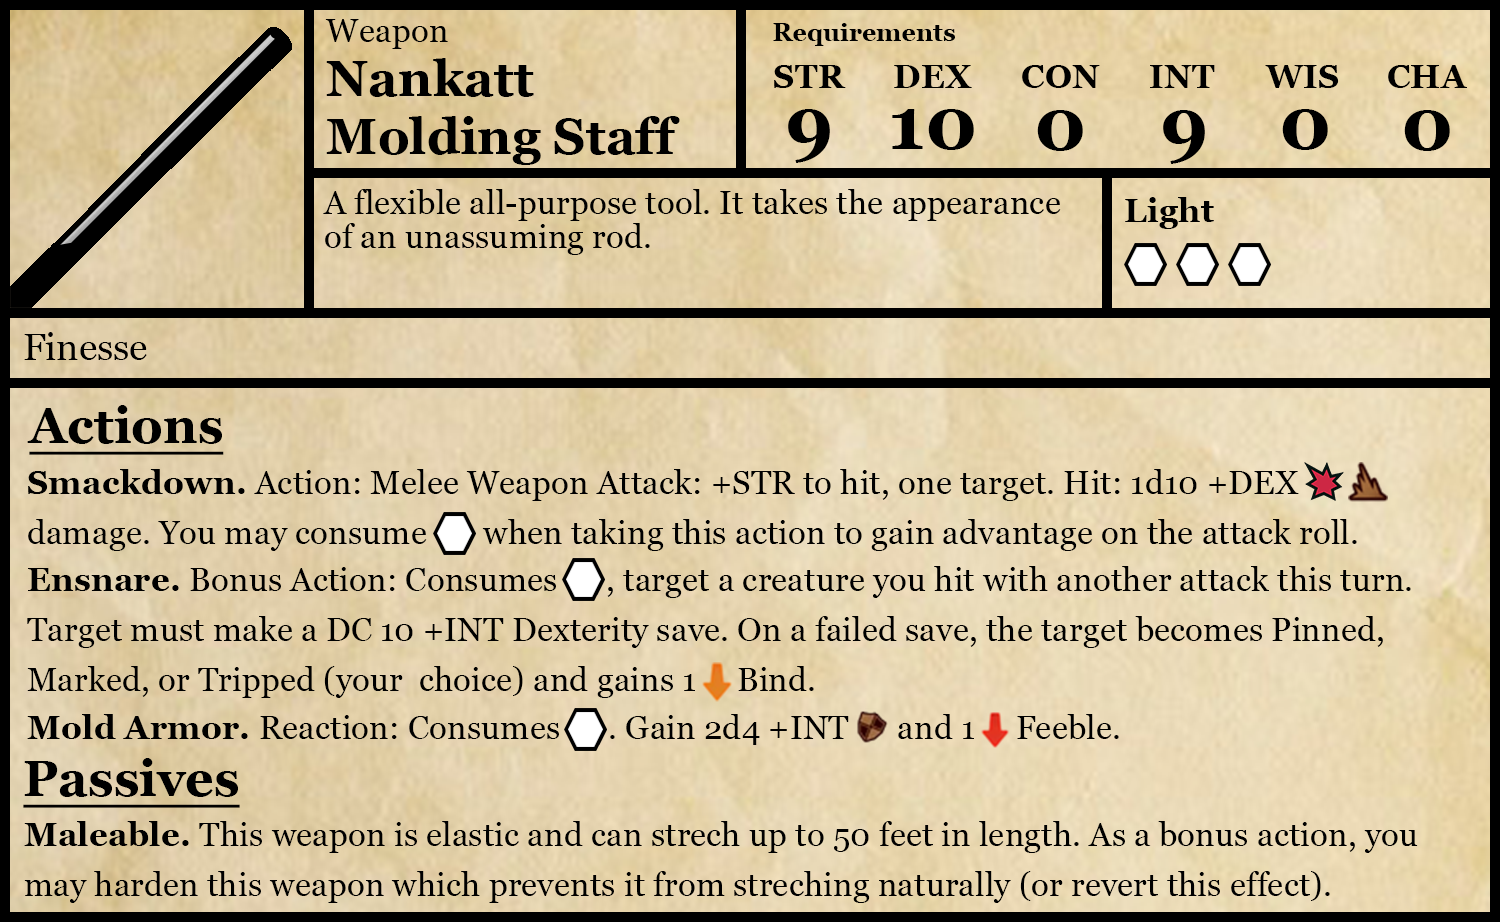 Weapon
Nankatt
Molding Staff
Requirements
STR DEX CON INT WIS CHA
9 10 0 9 0 0
A flexible all-purpose tool. It takes the appearance
of an unassuming rod.
Light
Finesse
Actions
Smackdown. Action: Melee Weapon Attack: +STR to hit, one target. Hit: 1d10 +DEX
damage. You may consume when taking this action to gain advantage on the attack roll.
Ensnare. Bonus Action: Consumes , target a creature you hit with another attack this turn.
Target must make a DC 10 +INT Dexterity save. On a failed save, the target becomes Pinned,
Marked, or Tripped (your choice) and gains 1 Bind.
Mold Armor. Reaction: Consumes . Gain 2d4 +INT and 1 Feeble.
Passives
Maleable. This weapon is elastic and can strech up to 50 feet in length. As a bonus action, you
may harden this weapon which prevents it from streching naturally (or revert this effect).